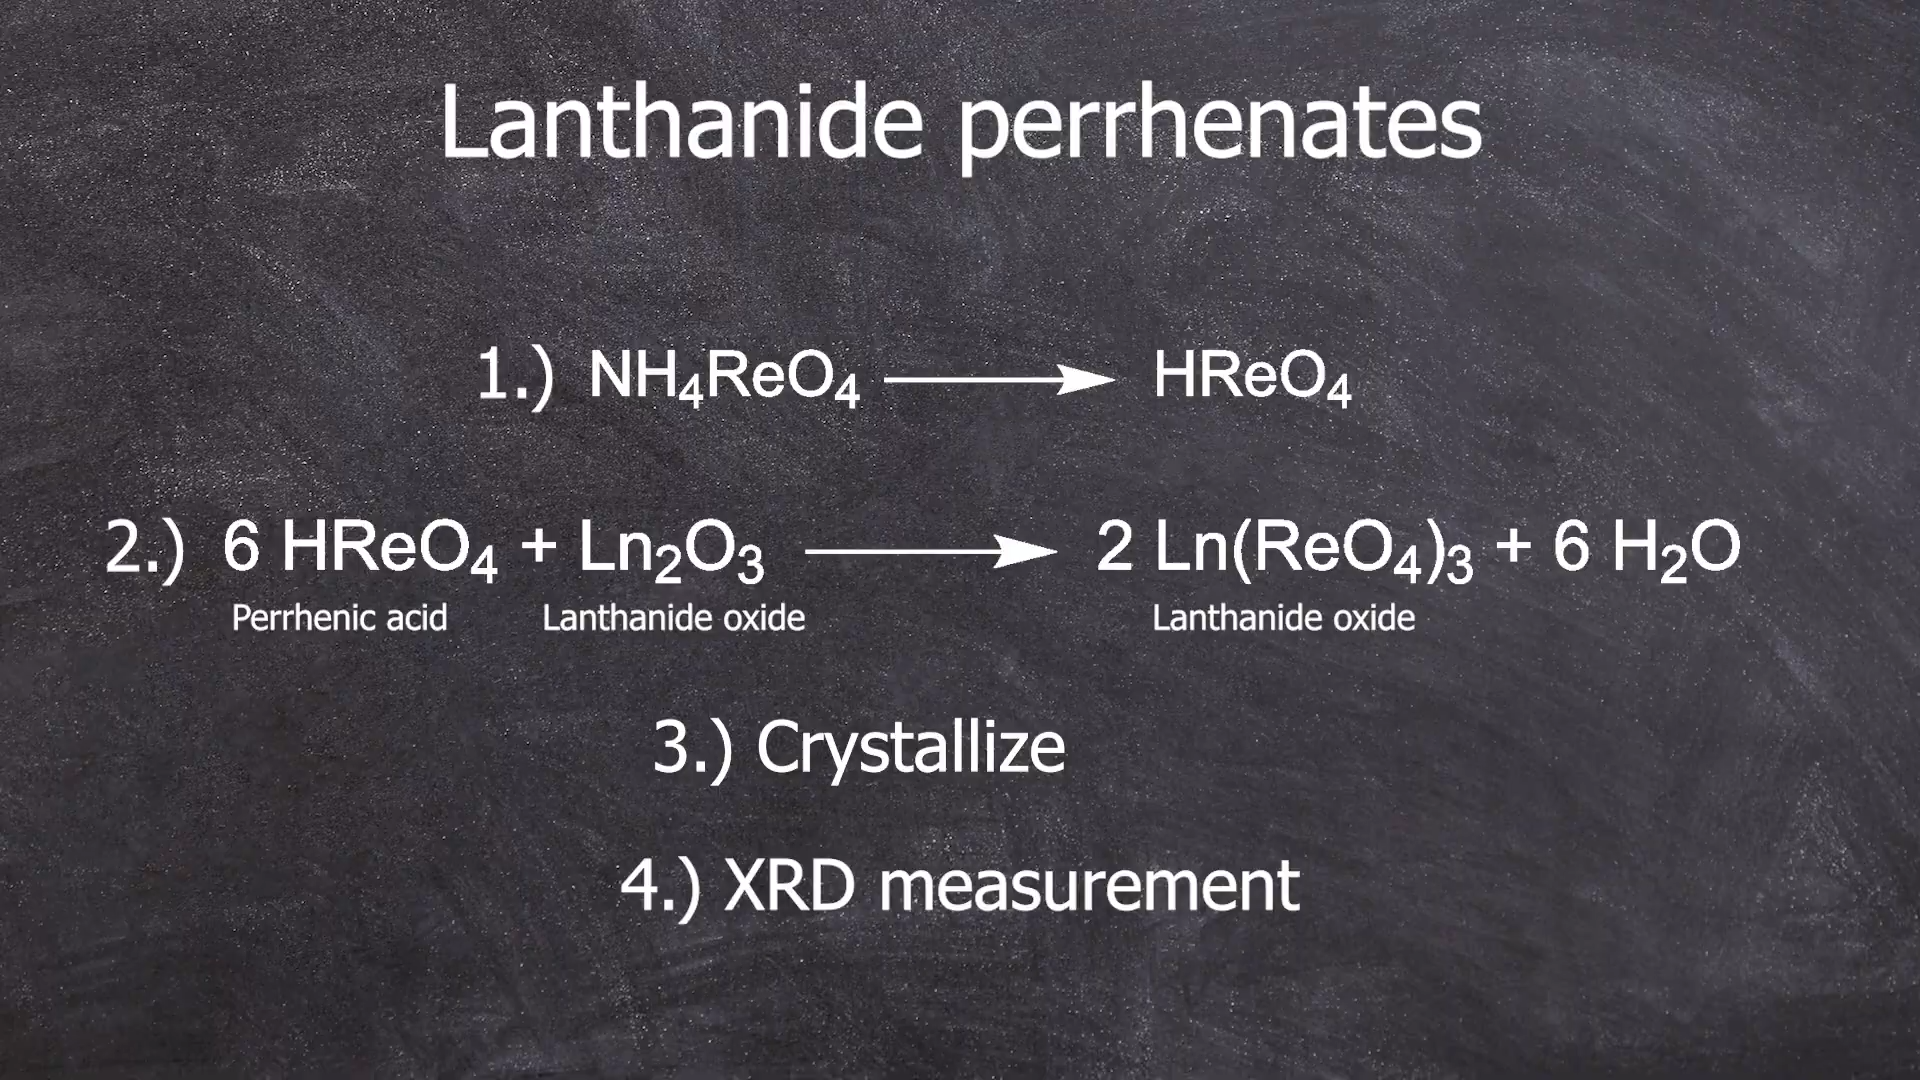 Lanthanide perrhenates
1.) NH₄ReO₄ ⟶ HReO₄
2.) 6 HReO₄ + Ln₂O₃ ⟶ 2 Ln(ReO₄)₃ + 6 H₂O
Perrhenic acid Lanthanide oxide Lanthanide oxide
3.) Crystallize
4.) XRD measurement